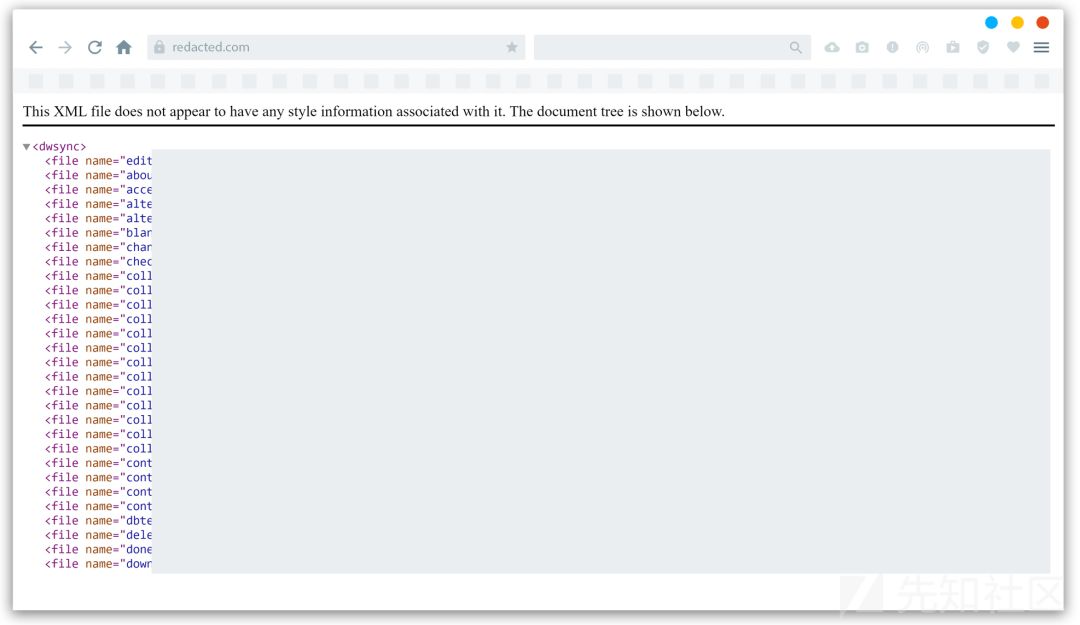 redacted.com
This XML file does not appear to have any style information associated with it. The document tree is shown below.
▼<dwsync>
<file name="edit
<file name="abou
<file name="acce
<file name="alte
<file name="alte
<file name="blan
<file name="chan
<file name="chec
<file name="coll
<file name="coll
<file name="coll
<file name="coll
<file name="coll
<file name="coll
<file name="coll
<file name="coll
<file name="coll
<file name="coll
<file name="coll
<file name="coll
<file name="coll
<file name="cont
<file name="cont
<file name="cont
<file name="cont
<file name="dbte
<file name="dele
<file name="done
<file name="down
先知社区